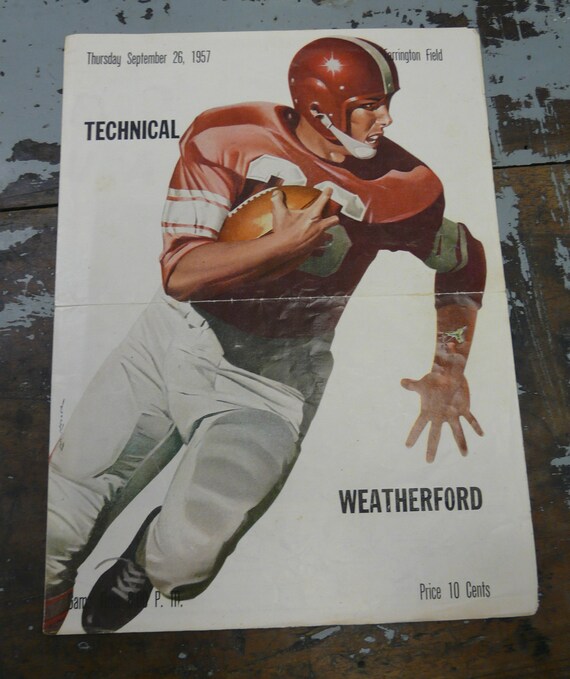 Thursday September 26, 1957
Farrington Field
TECHNICAL
WEATHERFORD
Price 10 Cents
P. M.